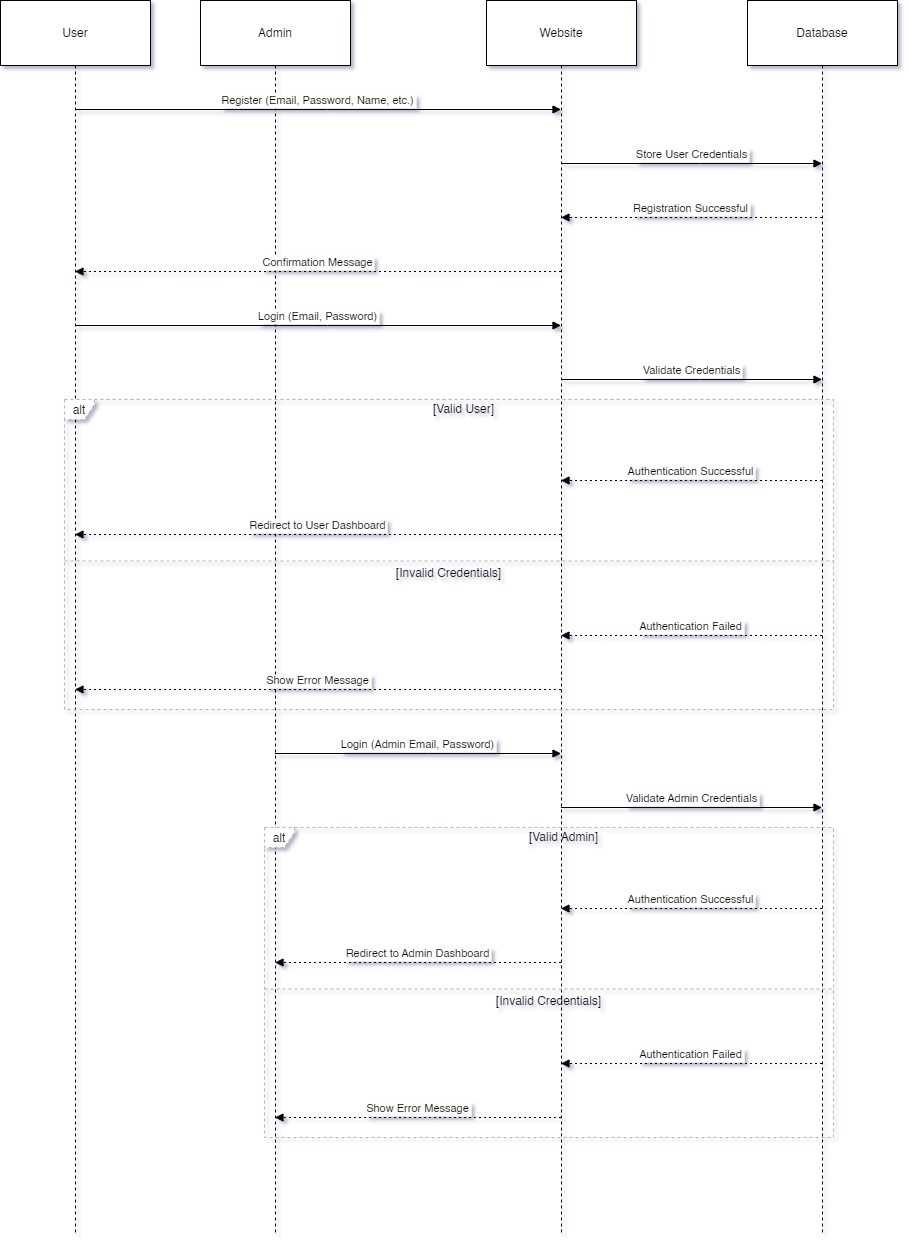 User
Admin
Website
Database
Register (Email, Password, Name, etc.)
Store User Credentials
Registration Successful
Confirmation Message
Login (Email, Password)
Validate Credentials
alt
[Valid User]
Authentication Successful
Redirect to User Dashboard
[Invalid Credentials]
Authentication Failed
Show Error Message
Login (Admin Email, Password)
Validate Admin Credentials
alt
[Valid Admin]
Authentication Successful
Redirect to Admin Dashboard
[Invalid Credentials]
Authentication Failed
Show Error Message